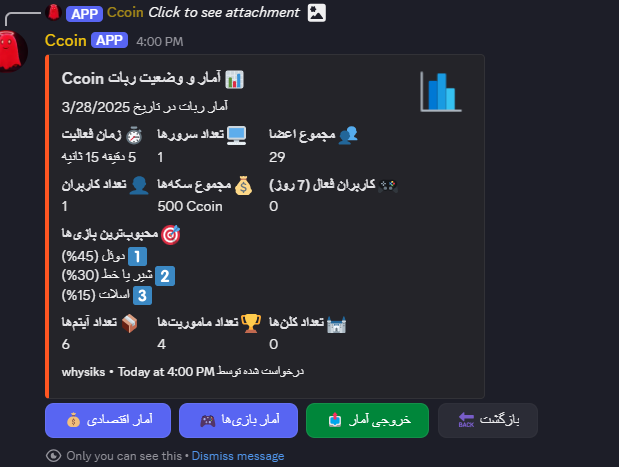 Ccoin Click to see attachment
APP
Ccoin APP 4:00 PM
آمار و وضعیت ربات Ccoin
آمار ربات در تاریخ 3/28/2025
مجموع اعضا
29
تعداد سرورها
1
زمان فعالیت
5 دقیقه 15 ثانیه
کاربران فعال (7 روز)
0
مجموع سکه‌ها
500 Ccoin
تعداد کاربران
1
محبوب‌ترین بازی‌ها
1 دوئل (45%)
2 شیر یا خط (30%)
3 اسلات (15%)
تعداد کلن‌ها
0
تعداد ماموریت‌ها
4
تعداد آیتم‌ها
6
درخواست شده توسط whysiks • Today at 4:00 PM
آمار اقتصادی
آمار بازی‌ها
خروجی آمار
بازگشت
BACK
Only you can see this • Dismiss message